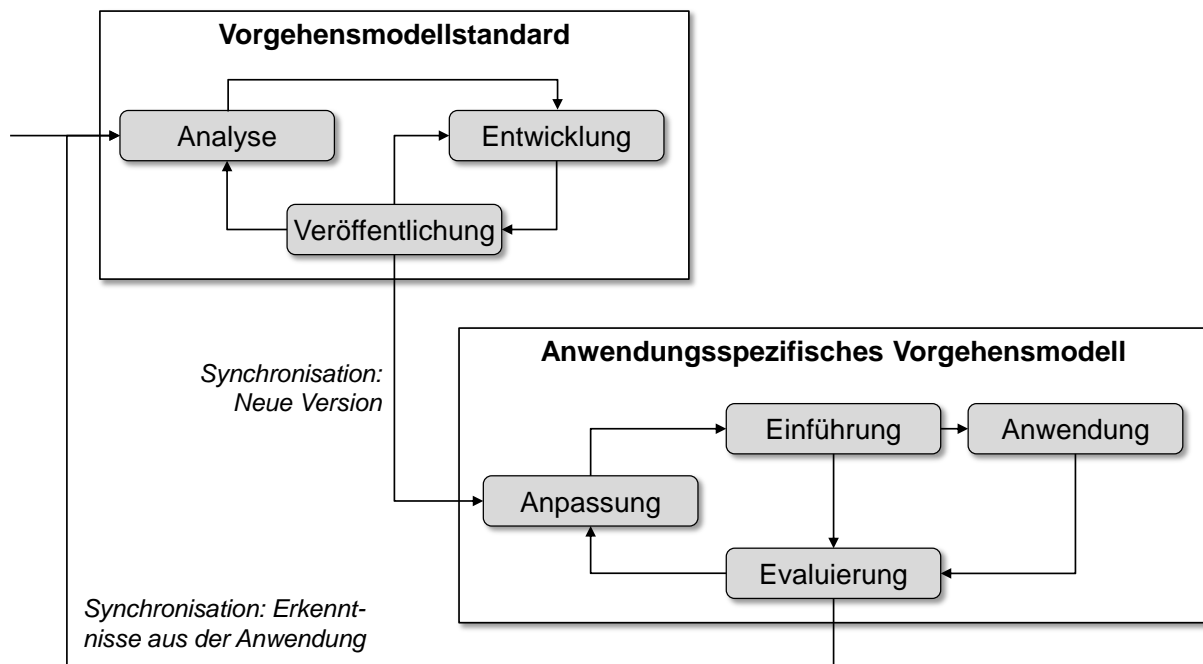 Vorgehensmodellstandard
Analyse
Entwicklung
Veröffentlichung
Synchronisation:
Neue Version
Anwendungsspezifisches Vorgehensmodell
Einführung
Anwendung
Anpassung
Evaluierung
Synchronisation: Erkennt-
nisse aus der Anwendung